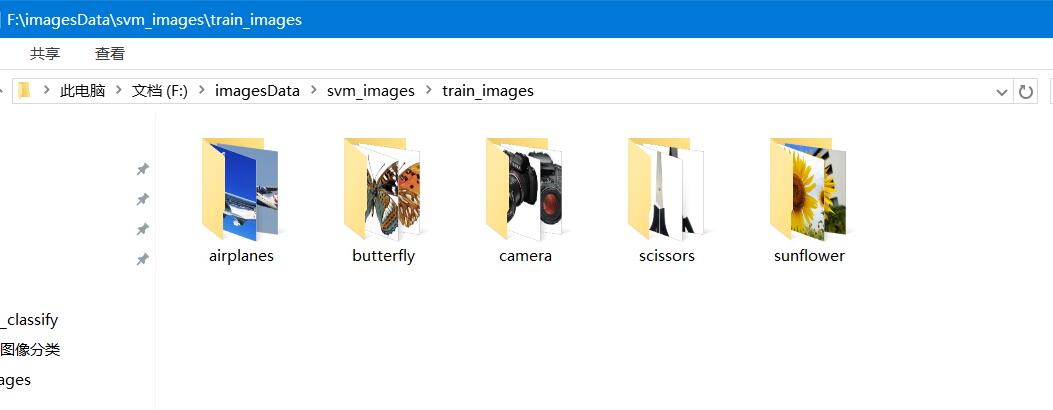 F:\imagesData\svm_images\train_images
共享 查看
此电脑 文档 (F:) imagesData svm_images train_images
airplanes butterfly camera scissors sunflower
_classify
图像分类
ages